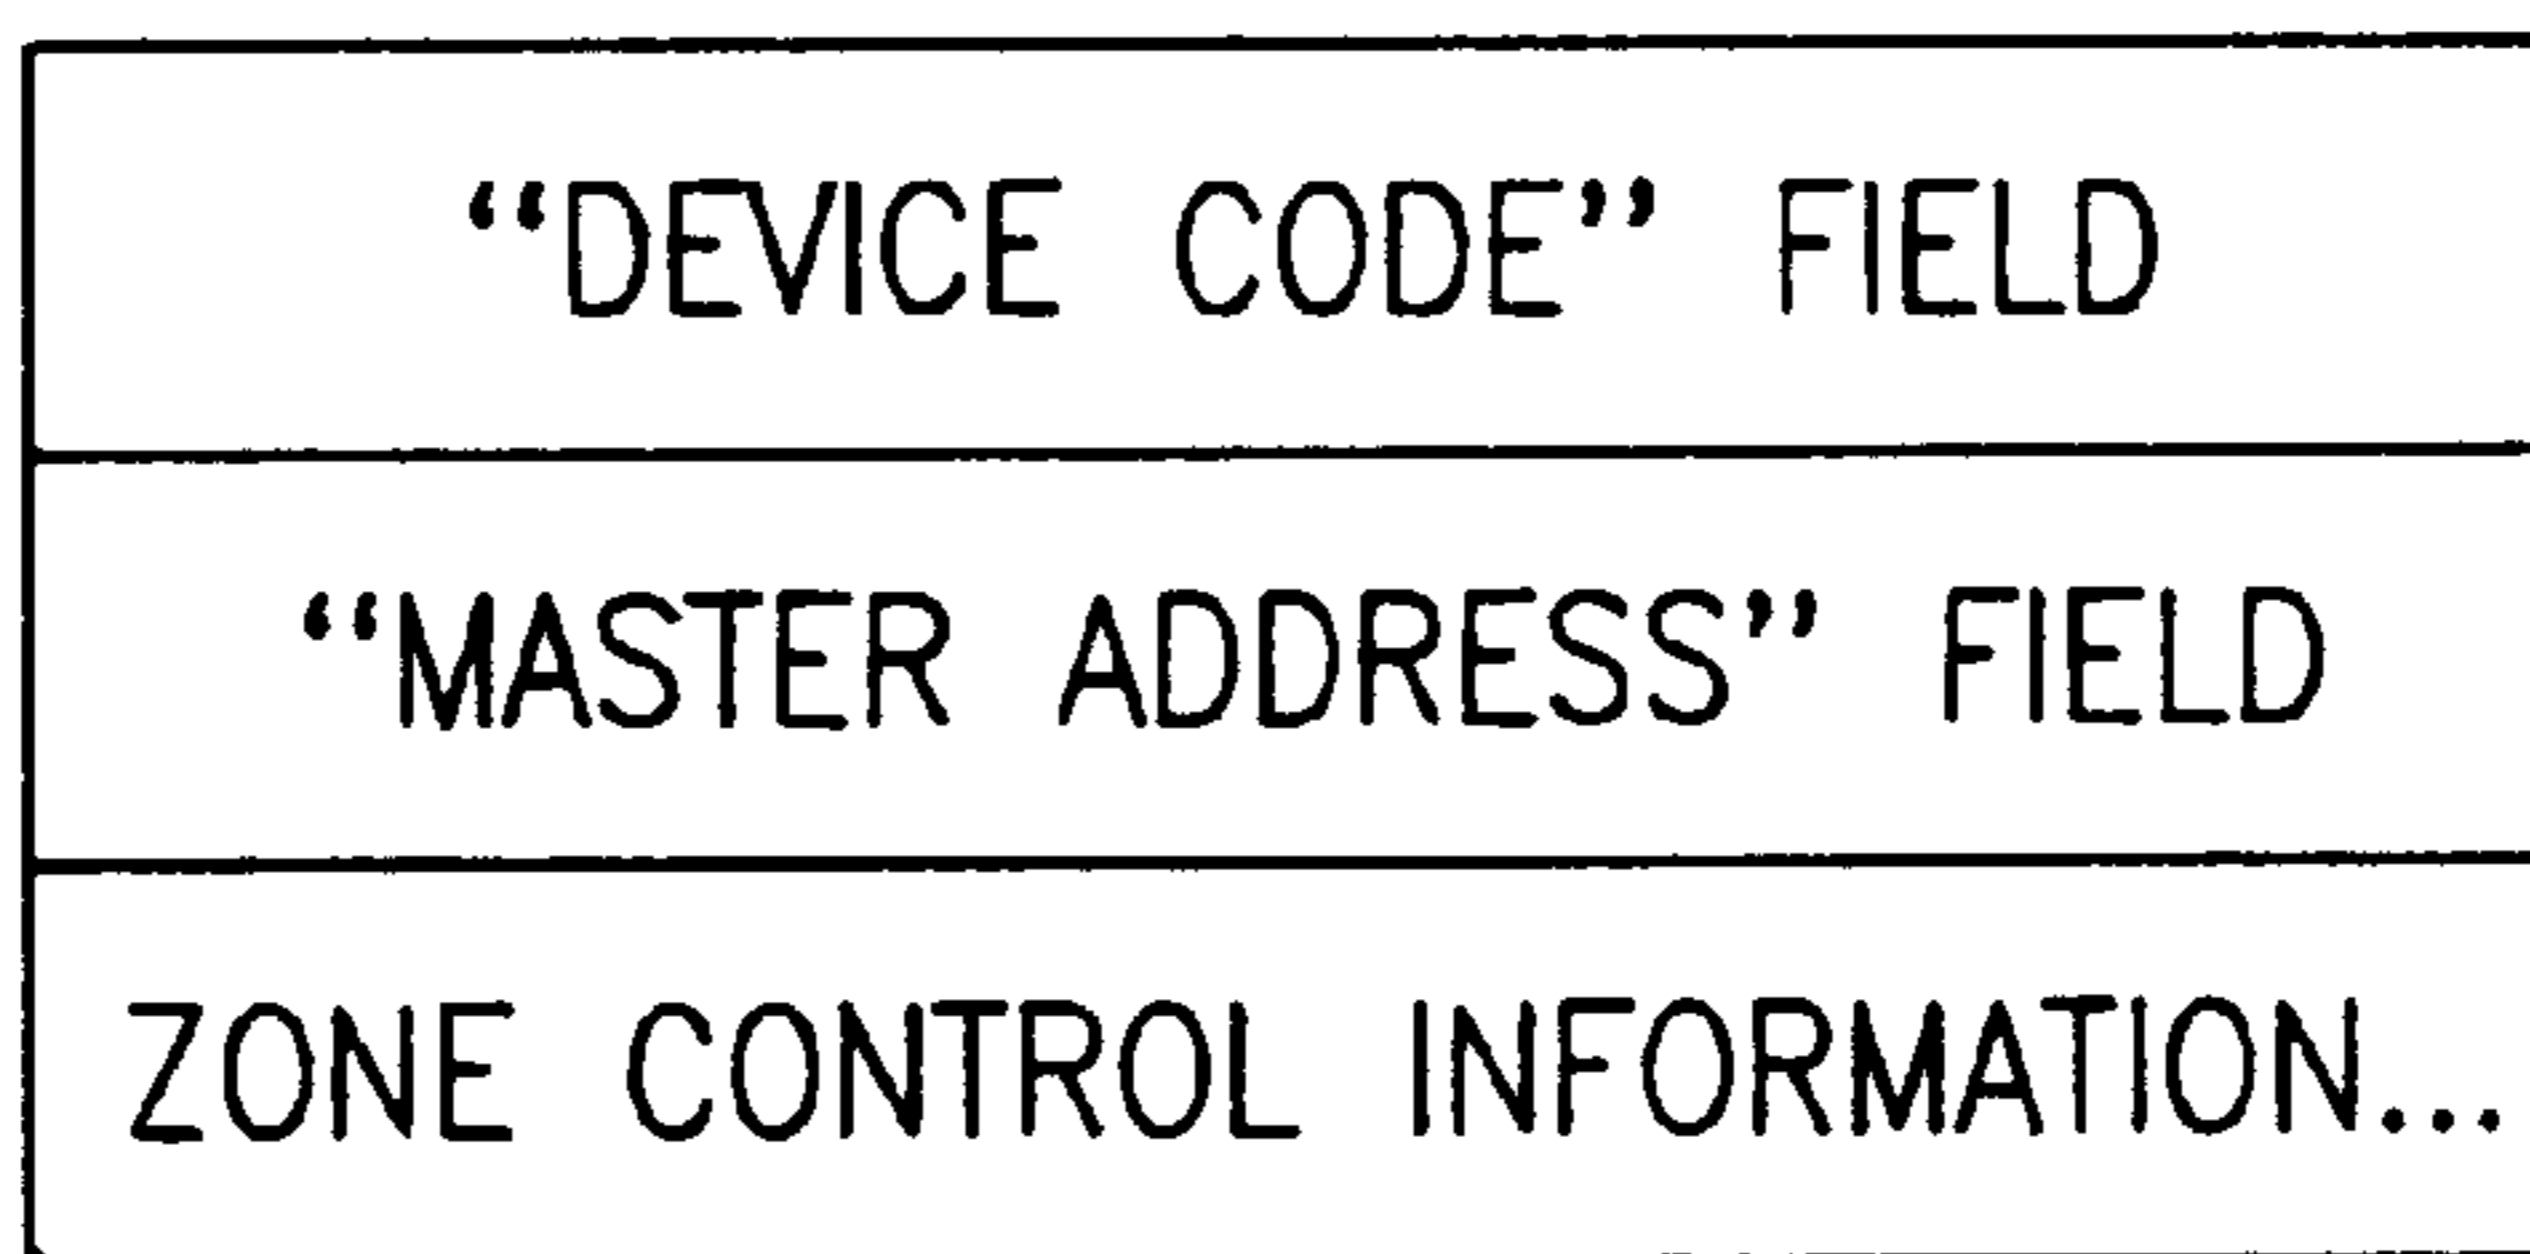 “DEVICE CODE” FIELD
“MASTER ADDRESS” FIELD
ZONE CONTROL INFORMATION...